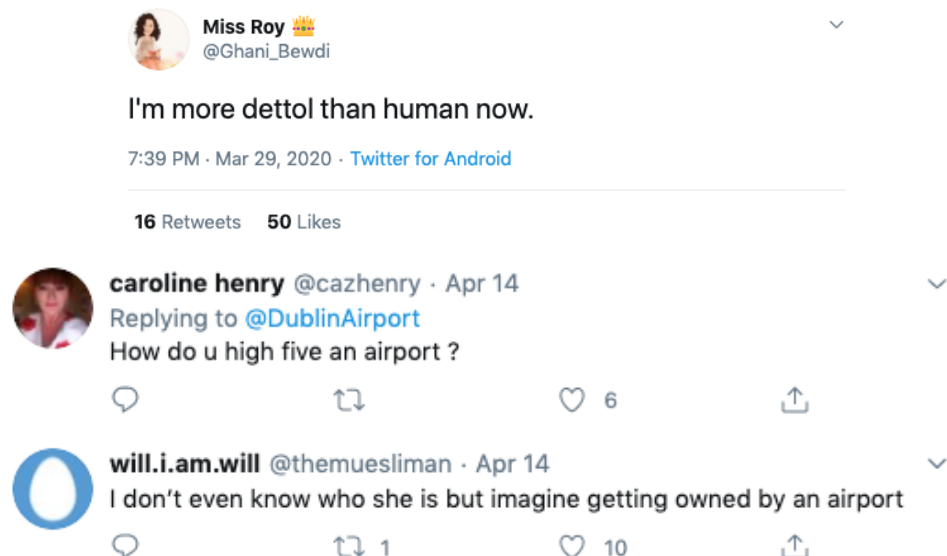 Miss Roy 👑
@Ghani_Bewdi
I'm more dettol than human now.
7:39 PM · Mar 29, 2020 · Twitter for Android
16 Retweets 50 Likes
caroline henry @cazhenry · Apr 14
Replying to @DublinAirport
How do u high five an airport ?
6
will.i.am.will @themuesliman · Apr 14
I don’t even know who she is but imagine getting owned by an airport
1 10